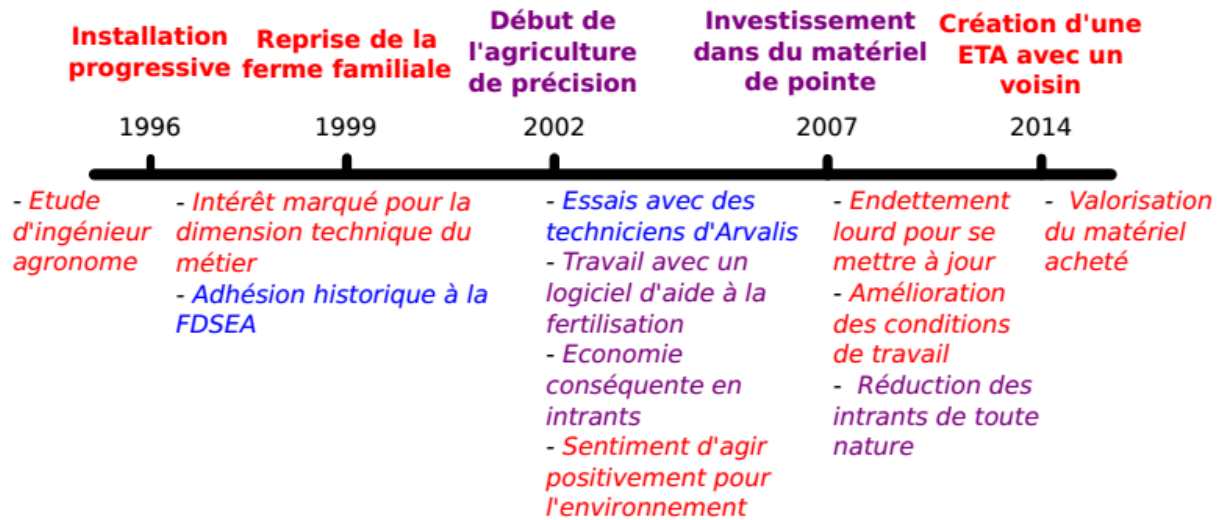 Installation
progressive
Reprise de la
ferme familiale
Début de
l'agriculture
de précision
Investissement
dans du matériel
de pointe
Création d'une
ETA avec un
voisin
1996
1999
2002
2007
2014
- Etude
d'ingénieur
agronome
- Intérêt marqué pour la
dimension technique du
métier
- Adhésion historique à la
FDSEA
- Essais avec des
techniciens d'Arvalis
- Travail avec un
logiciel d'aide à la
fertilisation
- Economie
conséquente en
intrants
- Sentiment d'agir
positivement pour
l'environnement
- Endettement
lourd pour se
mettre à jour
- Amélioration
des conditions
de travail
- Réduction des
intrants de toute
nature
- Valorisation
du matériel
acheté